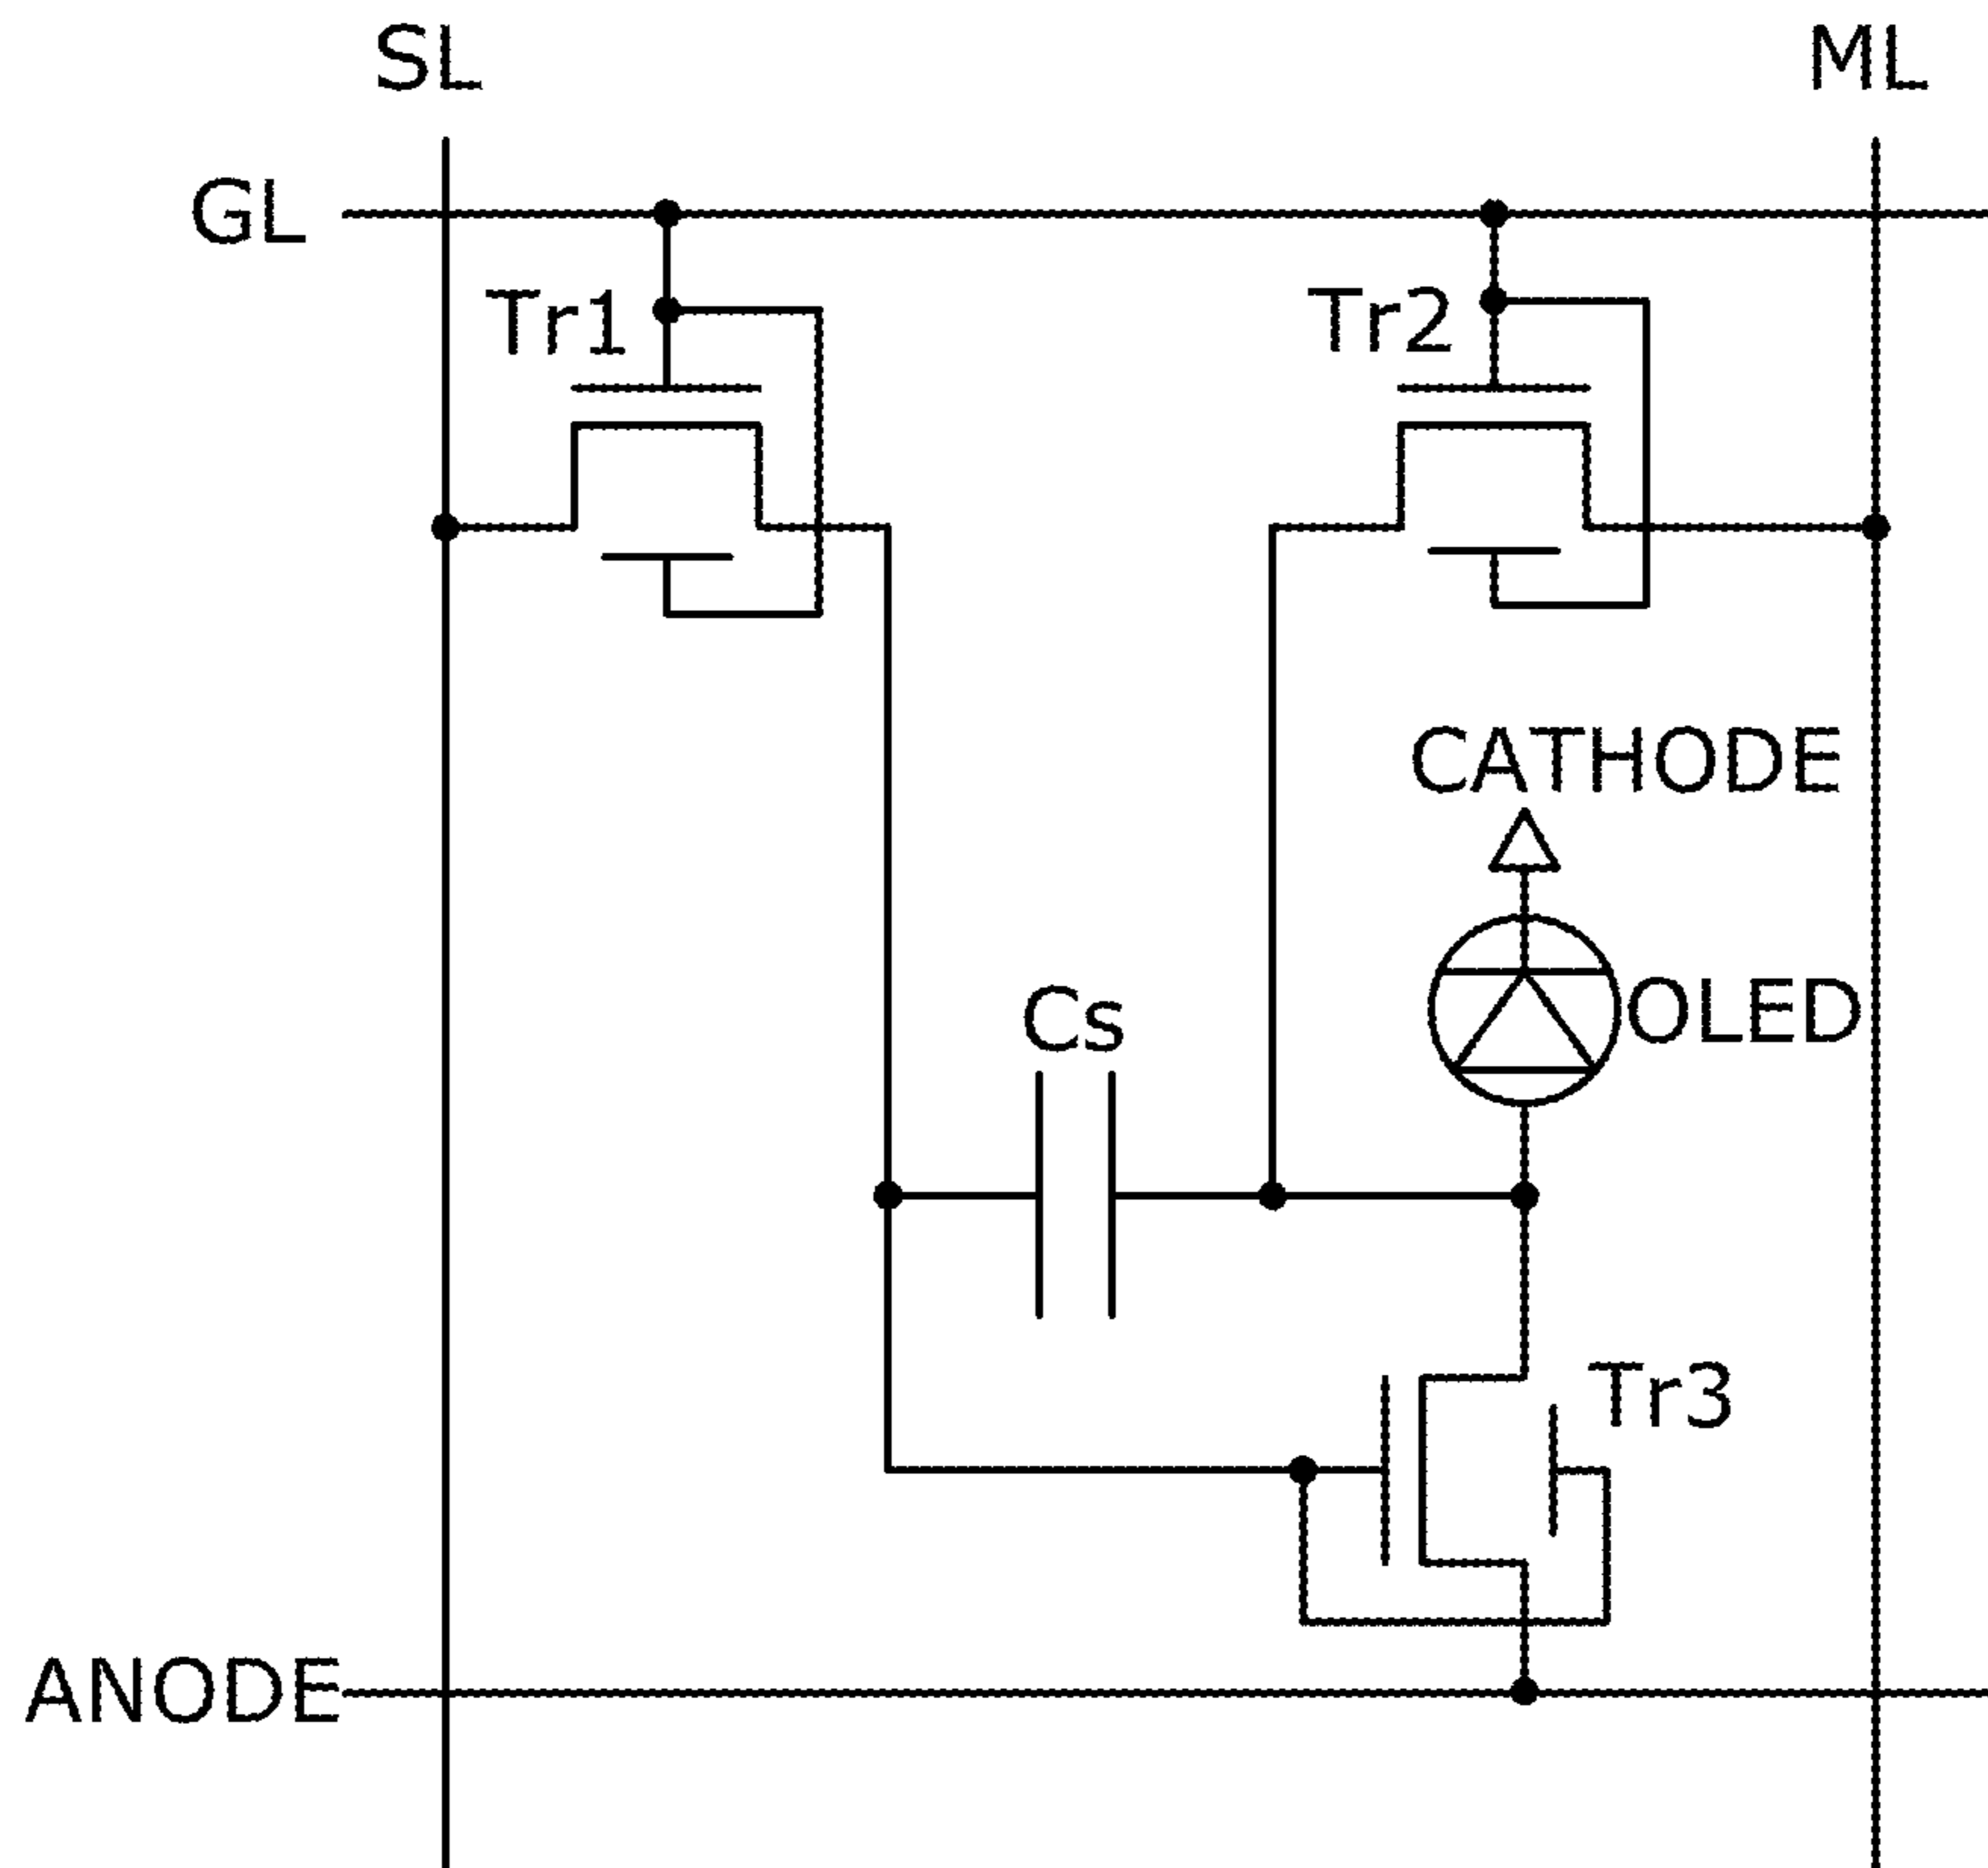 SL
ML
GL
Tr1
Tr2
CATHODE
OLED
Cs
Tr3
ANODE